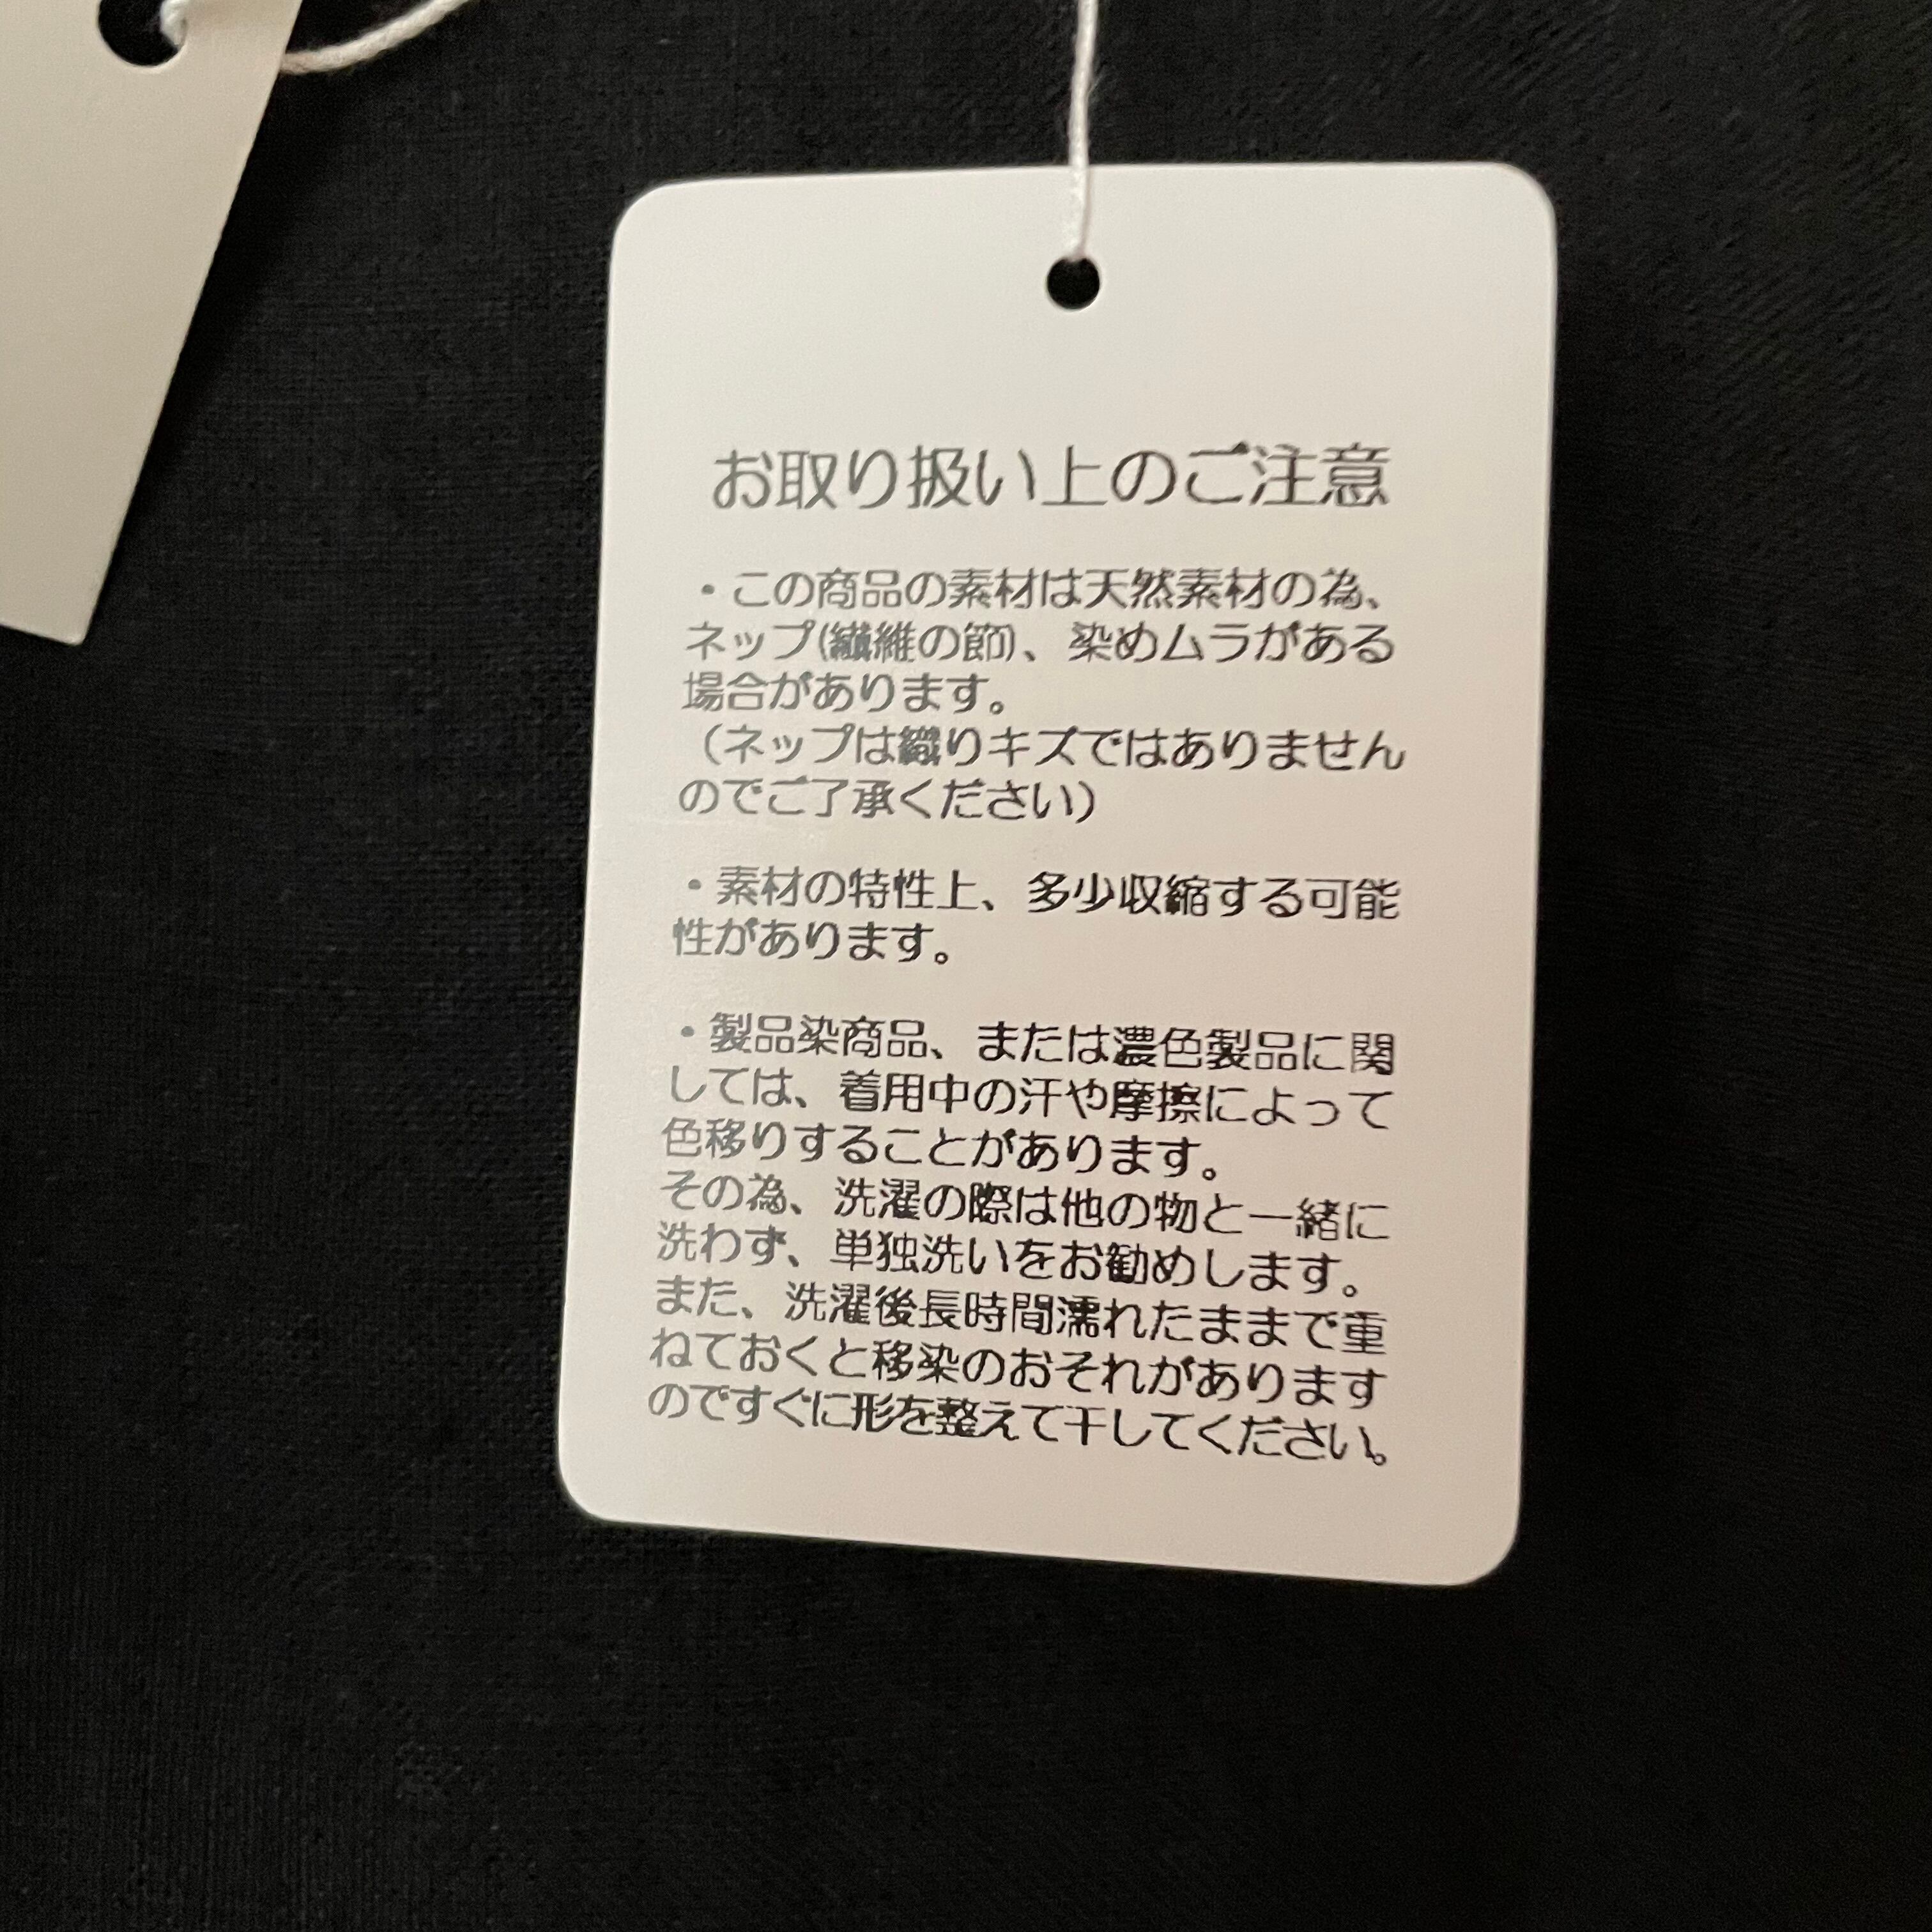 お取り扱い上のご注意
・この商品の素材は天然素材の為、
ネップ(繊維の節)、染めムラがある
場合があります。
（ネップは織りキズではありません
のでご了承ください）
・素材の特性上、多少収縮する可能
性があります。
・製品染商品、または濃色製品に関
しては、着用中の汗や摩擦によって
色移りすることがあります。
その為、洗濯の際は他の物と一緒に
洗わず、単独洗いをお勧めします。
また、洗濯後長時間濡れたままで重
ねておくと移染のおそれがあります
のですぐに形を整えて干してください。